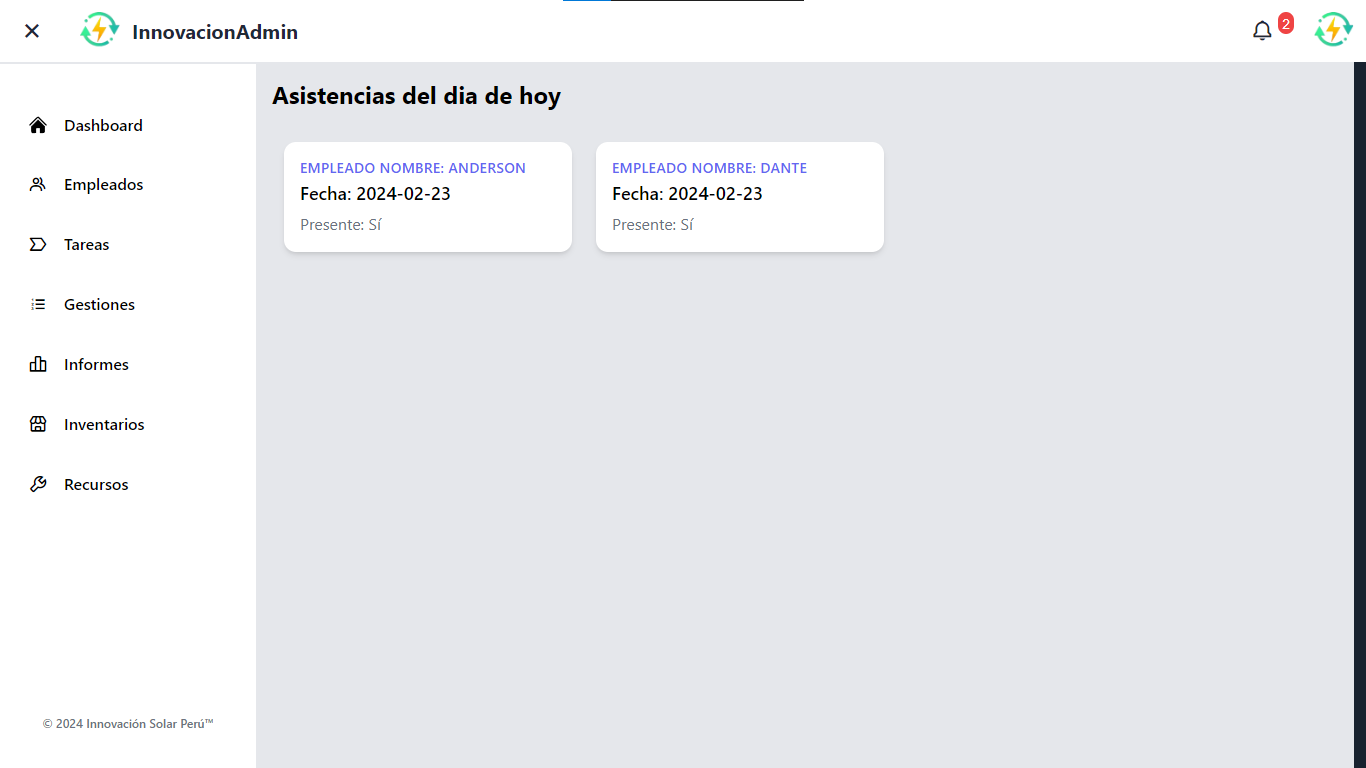 InnovacionAdmin
2
Dashboard
Empleados
Tareas
Gestiones
Informes
Inventarios
Recursos
© 2024 Innovación Solar Perú™
Asistencias del dia de hoy
EMPLEADO NOMBRE: ANDERSON
Fecha: 2024-02-23
Presente: Sí
EMPLEADO NOMBRE: DANTE
Fecha: 2024-02-23
Presente: Sí